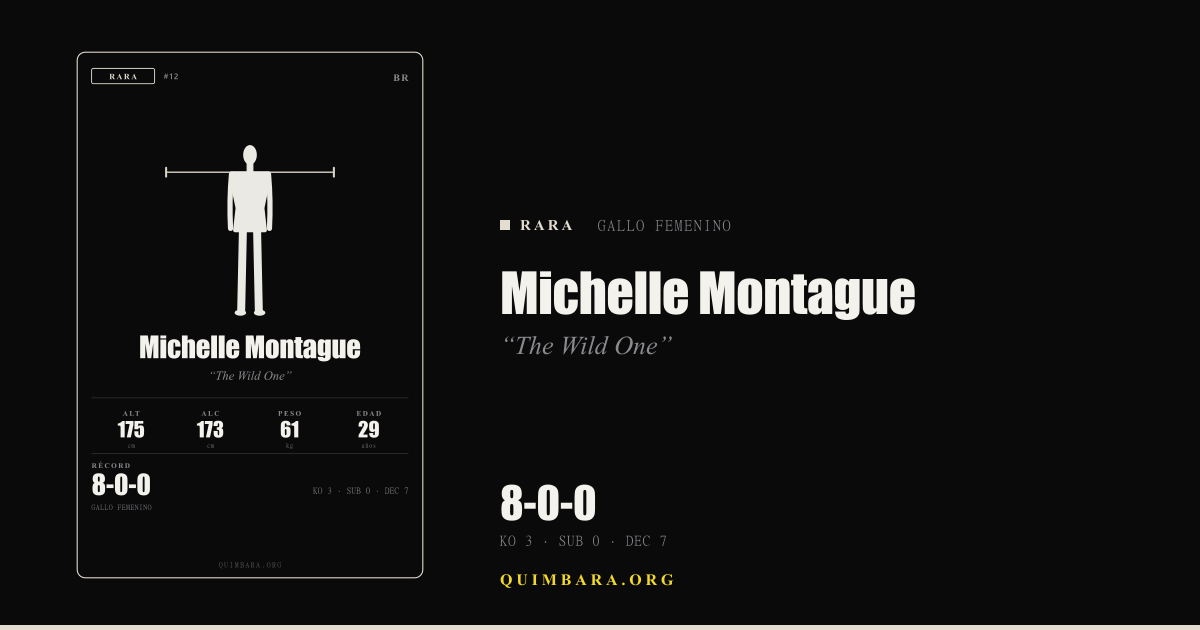 RARA #12 BR
Michelle Montague
“The Wild One”
ALT ALC PESO EDAD
175 173 61 29
cm cm kg años
RÉCORD
8-0-0
KO 3 · SUB 0 · DEC 7
GALLO FEMENINO
QUIMBARA.ORG
RARA GALLO FEMENINO
Michelle Montague
“The Wild One”
8-0-0
KO 3 · SUB 0 · DEC 7
QUIMBARA.ORG